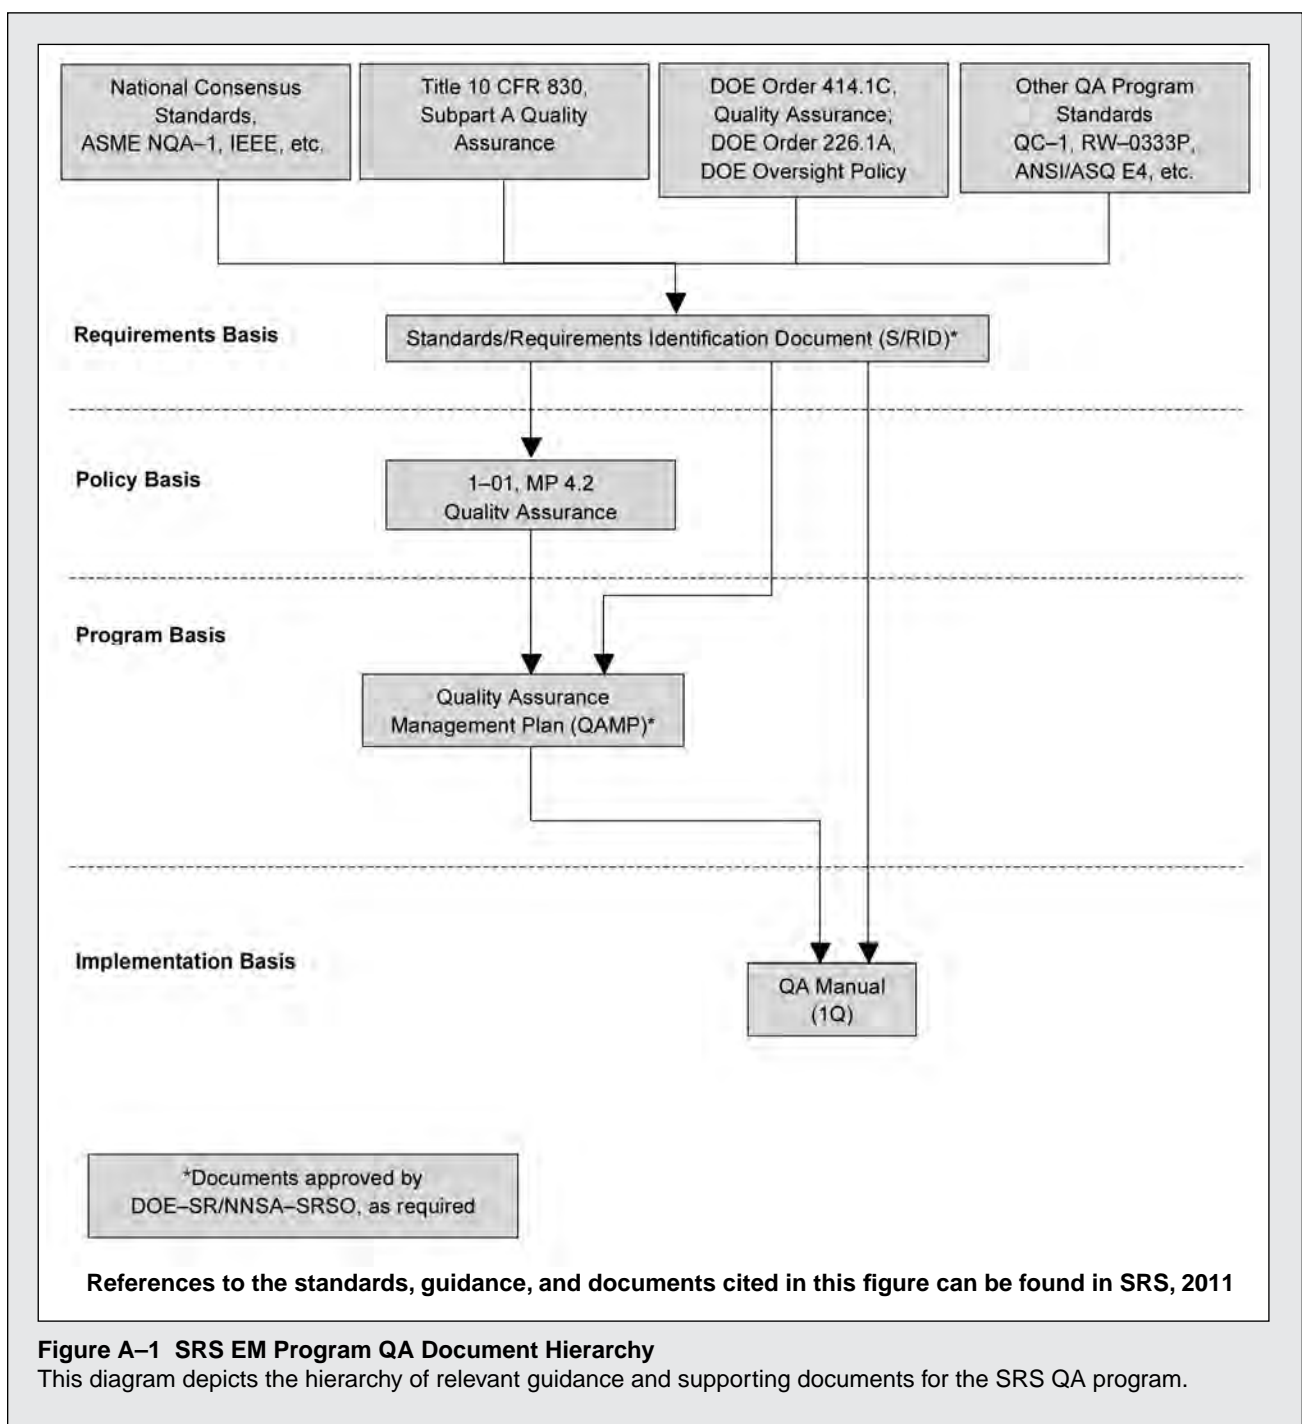 National Consensus
Standards,
ASME NQA–1, IEEE, etc.
Title 10 CFR 830,
Subpart A Quality
Assurance
DOE Order 414.1C,
Quality Assurance;
DOE Order 226.1A,
DOE Oversight Policy
Other QA Program
Standards
QC–1, RW–0333P,
ANSI/ASQ E4, etc.
Requirements Basis
Standards/Requirements Identification Document (S/RID)*
Policy Basis
1–01, MP 4.2
Quality Assurance
Program Basis
Quality Assurance
Management Plan (QAMP)*
Implementation Basis
QA Manual
(1Q)
*Documents approved by
DOE–SR/NNSA–SRSO, as required
References to the standards, guidance, and documents cited in this figure can be found in SRS, 2011
Figure A–1 SRS EM Program QA Document Hierarchy
This diagram depicts the hierarchy of relevant guidance and supporting documents for the SRS QA program.